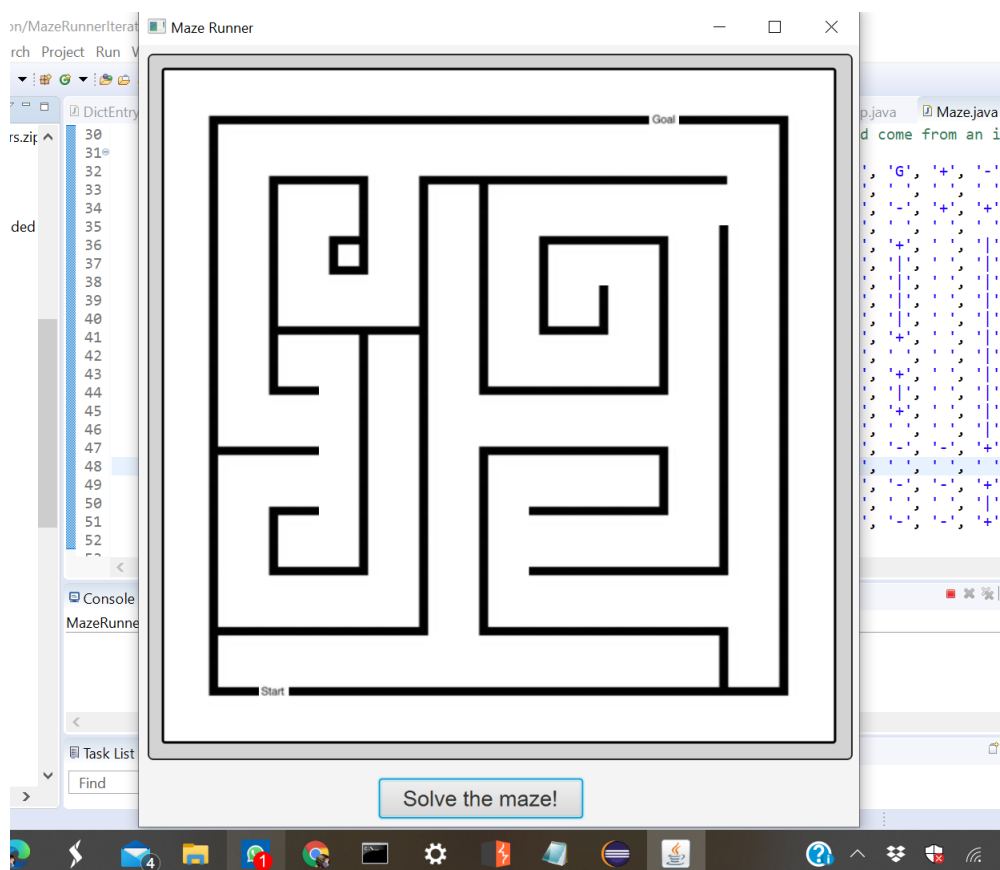 on/MazeRunnerIterat
Maze Runner
rch Project Run
DictEntry
p.java
Maze.java
rs.zip
ded
30
31
32
33
34
35
36
37
38
39
40
41
42
43
44
45
46
47
48
49
50
51
52
d come from an i
', 'G', '+', '-'
', ' ', ' ', ' '
', '-', '+', '+'
', ' ', ' ', ' '
', '+', ' ', '|'
', '|', ' ', '|'
', '|', ' ', '|'
', '|', ' ', '|'
', '|', ' ', '|'
', '+', ' ', '|'
', ' ', ' ', '|'
', '+', ' ', '|'
', '|', ' ', '|'
', '+', ' ', '|'
', ' ', ' ', '|'
', '-', '-', '+'
', ' ', ' ', ' '
', '-', '-', '+'
', ' ', ' ', '|'
', '-', '-', '+'
Goal
Start
Console
MazeRunne
Task List
Find
Solve the maze!
4
1